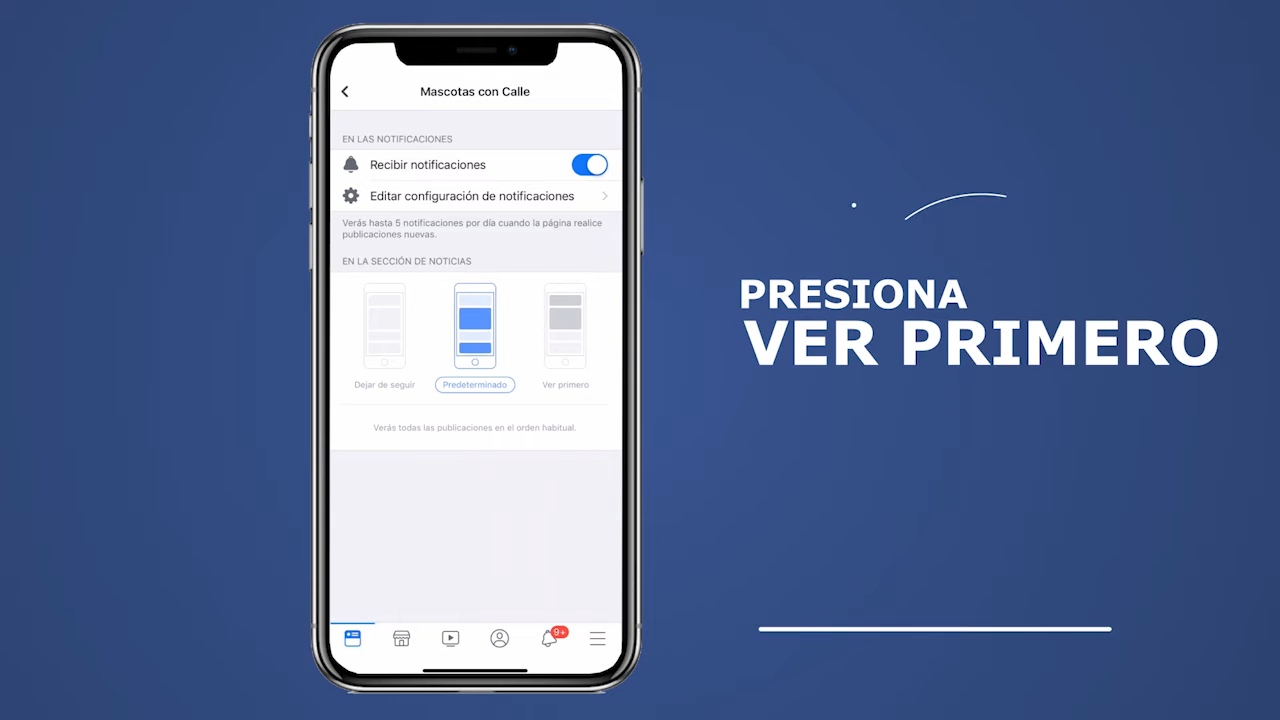 Mascotas con Calle
EN LAS NOTIFICACIONES
Recibir notificaciones
Editar configuración de notificaciones
Verás hasta 5 notificaciones por día cuando la página realice
publicaciones nuevas.
EN LA SECCIÓN DE NOTICIAS
Dejar de seguir
Predeterminado
Ver primero
Verás todas las publicaciones en el orden habitual.
9+
PRESIONA
VER PRIMERO